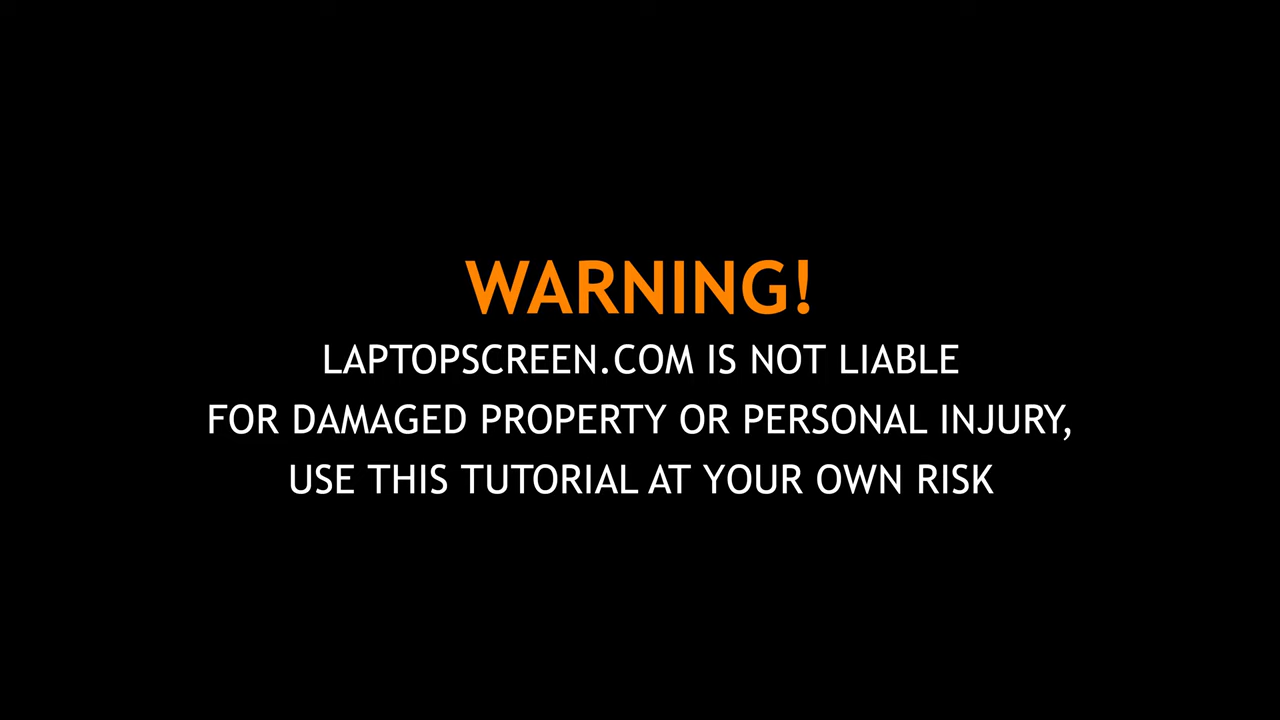 WARNING!
LAPTOPSCREEN.COM IS NOT LIABLE
FOR DAMAGED PROPERTY OR PERSONAL INJURY,
USE THIS TUTORIAL AT YOUR OWN RISK